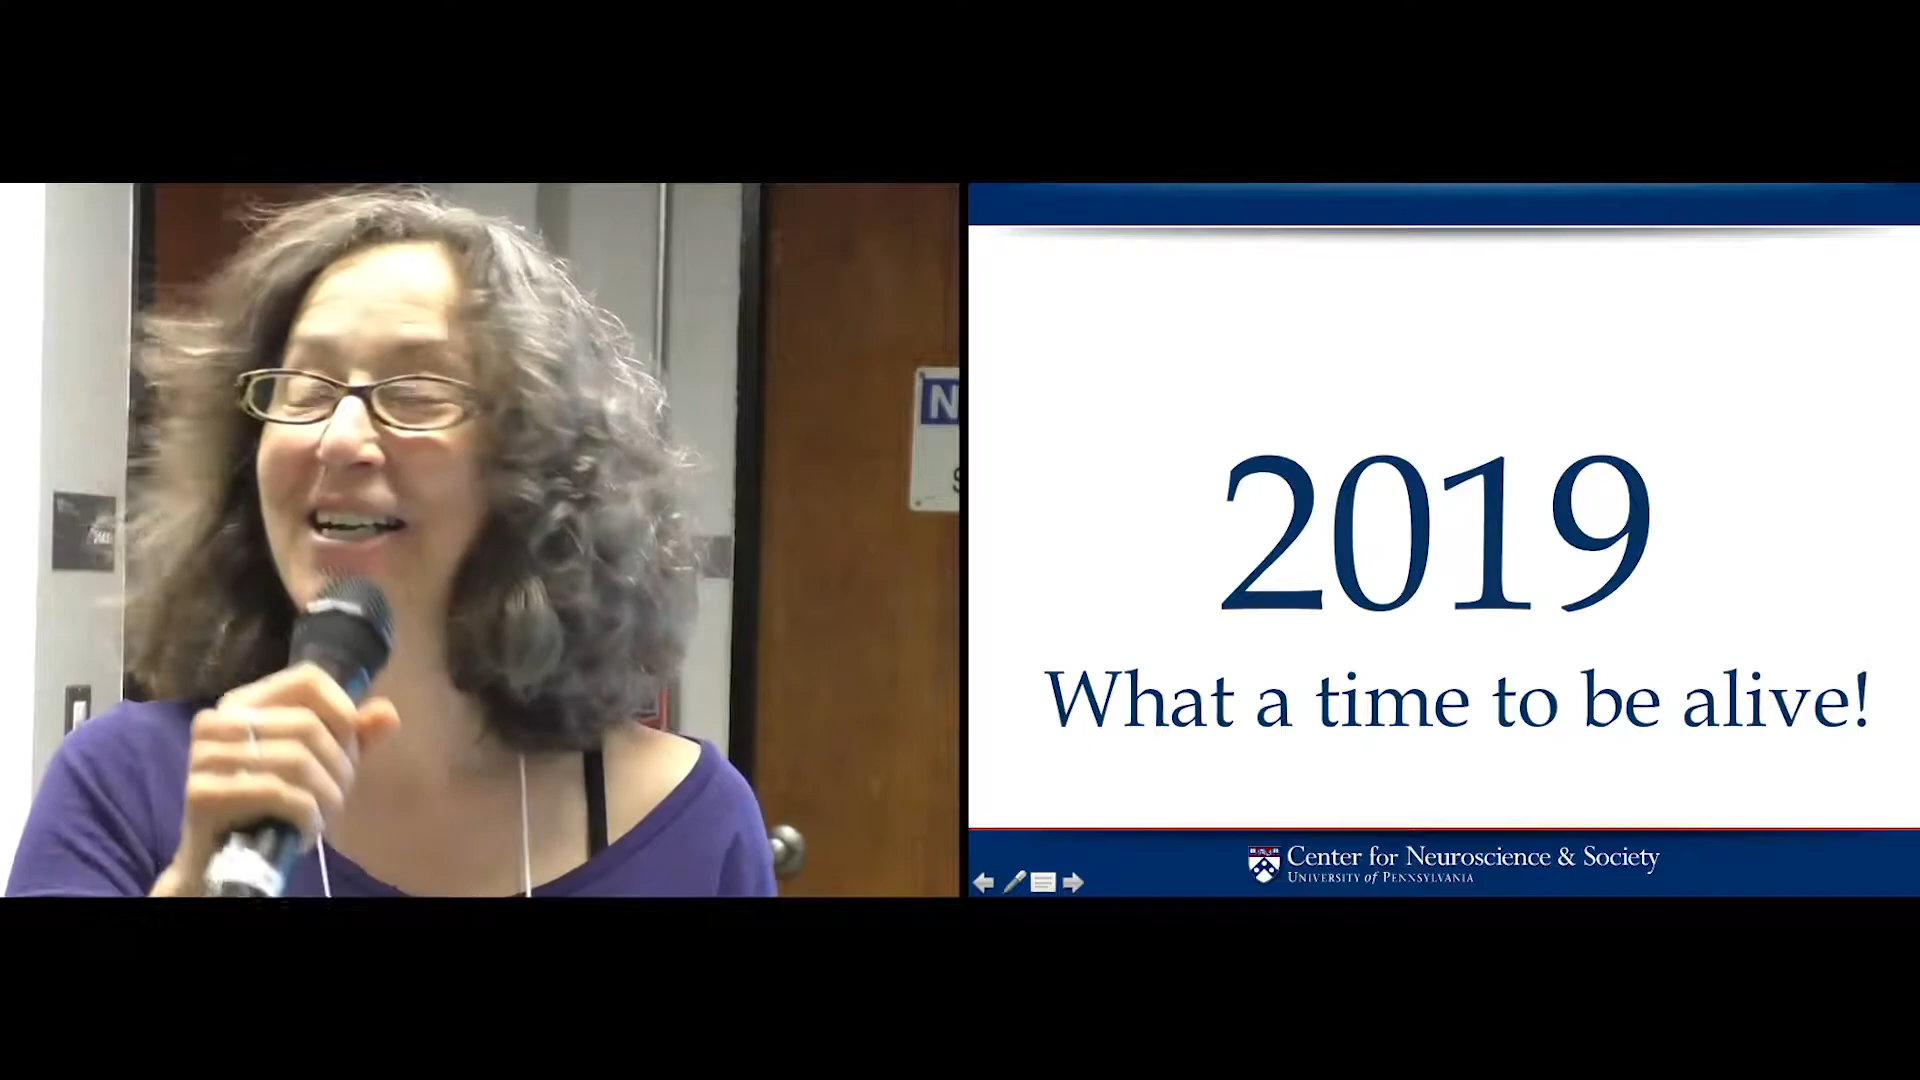 N
2019
What a time to be alive!
Center for Neuroscience & Society
University of Pennsylvania